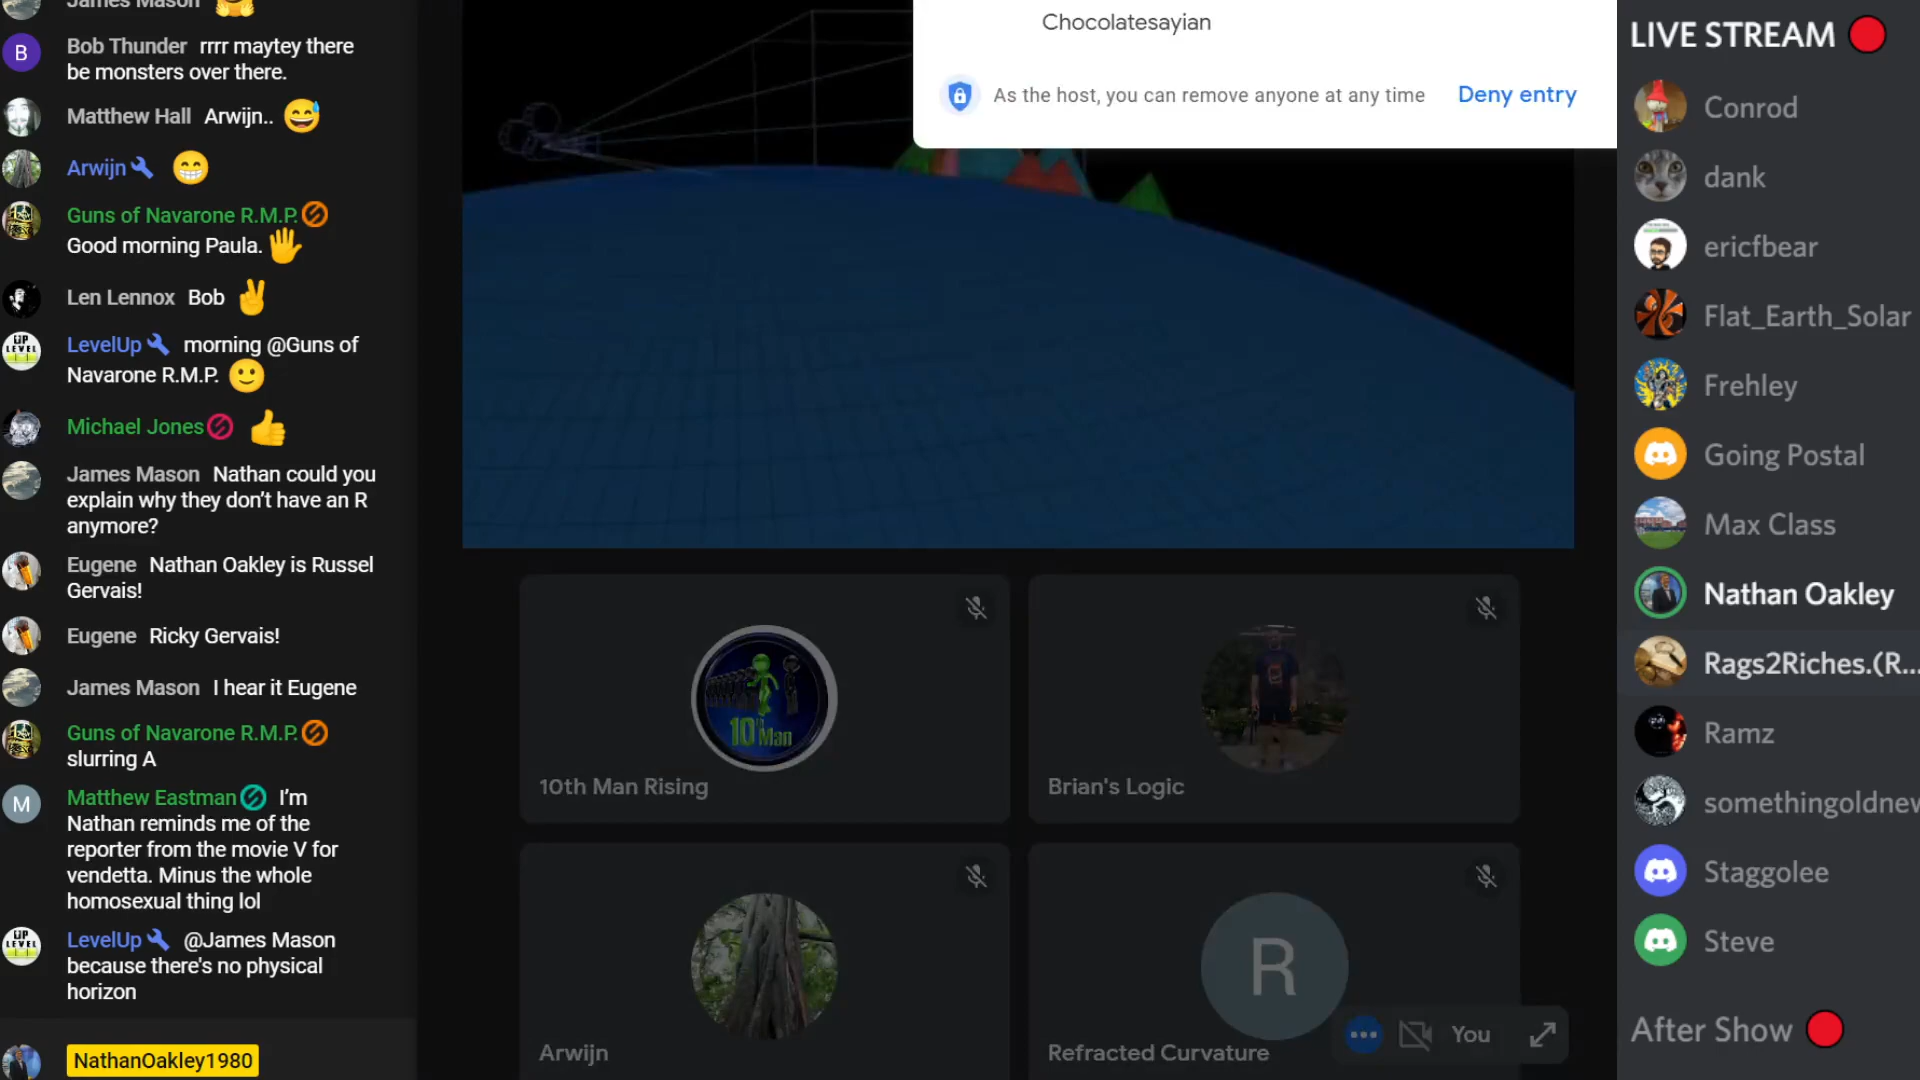 James Mason
B
Bob Thunder rrrr maytey there
be monsters over there.
Matthew Hall Arwijn..
Arwijn
Guns of Navarone R.M.P.
Good morning Paula.
Len Lennox Bob
UP
LEVEL
LevelUp morning @Guns of
Navarone R.M.P.
Michael Jones
James Mason Nathan could you
explain why they don’t have an R
anymore?
Eugene Nathan Oakley is Russel
Gervais!
Eugene Ricky Gervais!
James Mason I hear it Eugene
Guns of Navarone R.M.P.
slurring A
M
Matthew Eastman I’m
Nathan reminds me of the
reporter from the movie V for
vendetta. Minus the whole
homosexual thing lol
UP
LEVEL
LevelUp @James Mason
because there's no physical
horizon
NathanOakley1980
Chocolatesayian
As the host, you can remove anyone at any time
Deny entry
10th Man
10th Man Rising
Brian's Logic
Arwijn
R
Refracted Curvature
You
LIVE STREAM
Conrod
dank
ericfbear
Flat_Earth_Solar
Frehley
Going Postal
Max Class
Nathan Oakley
Rags2Riches.(R...
Ramz
somethingoldnew
Staggolee
Steve
After Show